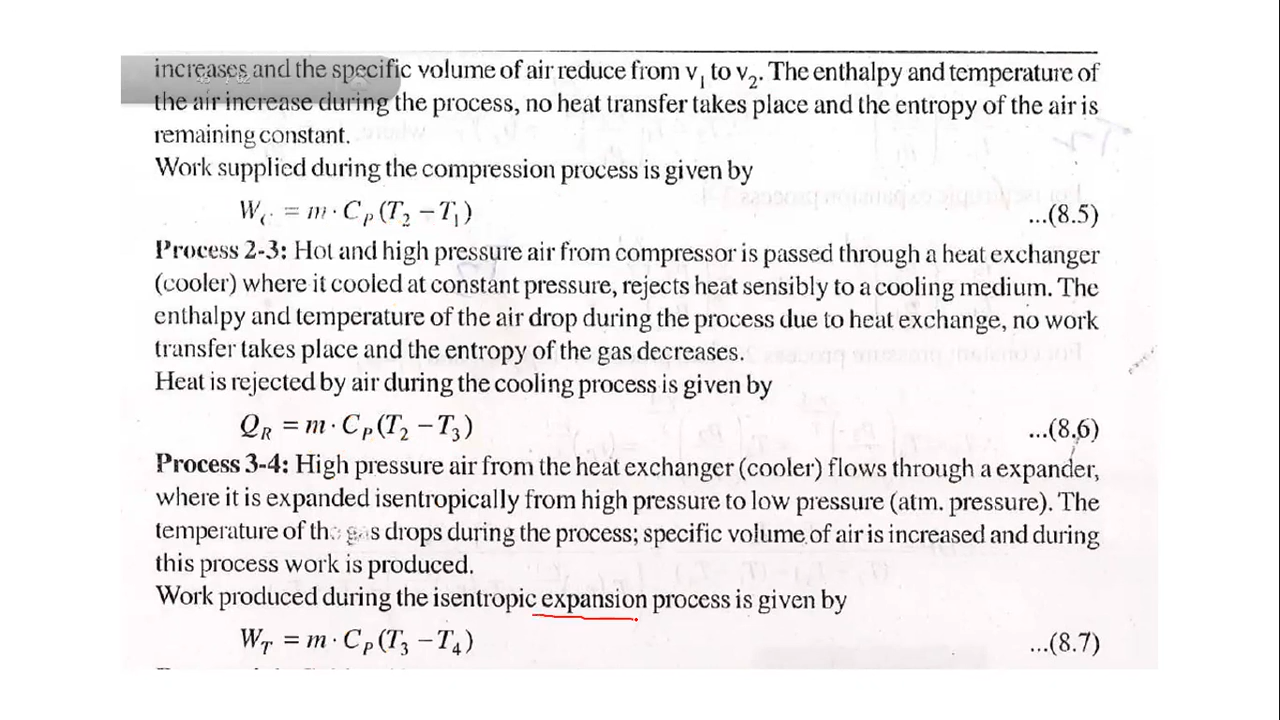 increases and the specific volume of air reduce from v₁ to v₂. The enthalpy and temperature of
the air increase during the process, no heat transfer takes place and the entropy of the air is
remaining constant.
Work supplied during the compression process is given by
W_C = m · C_P (T₂ – T₁) ...(8.5)
Process 2-3: Hot and high pressure air from compressor is passed through a heat exchanger
(cooler) where it cooled at constant pressure, rejects heat sensibly to a cooling medium. The
enthalpy and temperature of the air drop during the process due to heat exchange, no work
transfer takes place and the entropy of the gas decreases.
Heat is rejected by air during the cooling process is given by
Q_R = m · C_P (T₂ – T₃) ...(8.6)
Process 3-4: High pressure air from the heat exchanger (cooler) flows through a expander,
where it is expanded isentropically from high pressure to low pressure (atm. pressure). The
temperature of the gas drops during the process; specific volume of air is increased and during
this process work is produced.
Work produced during the isentropic expansion process is given by
W_T = m · C_P (T₃ – T₄) ...(8.7)